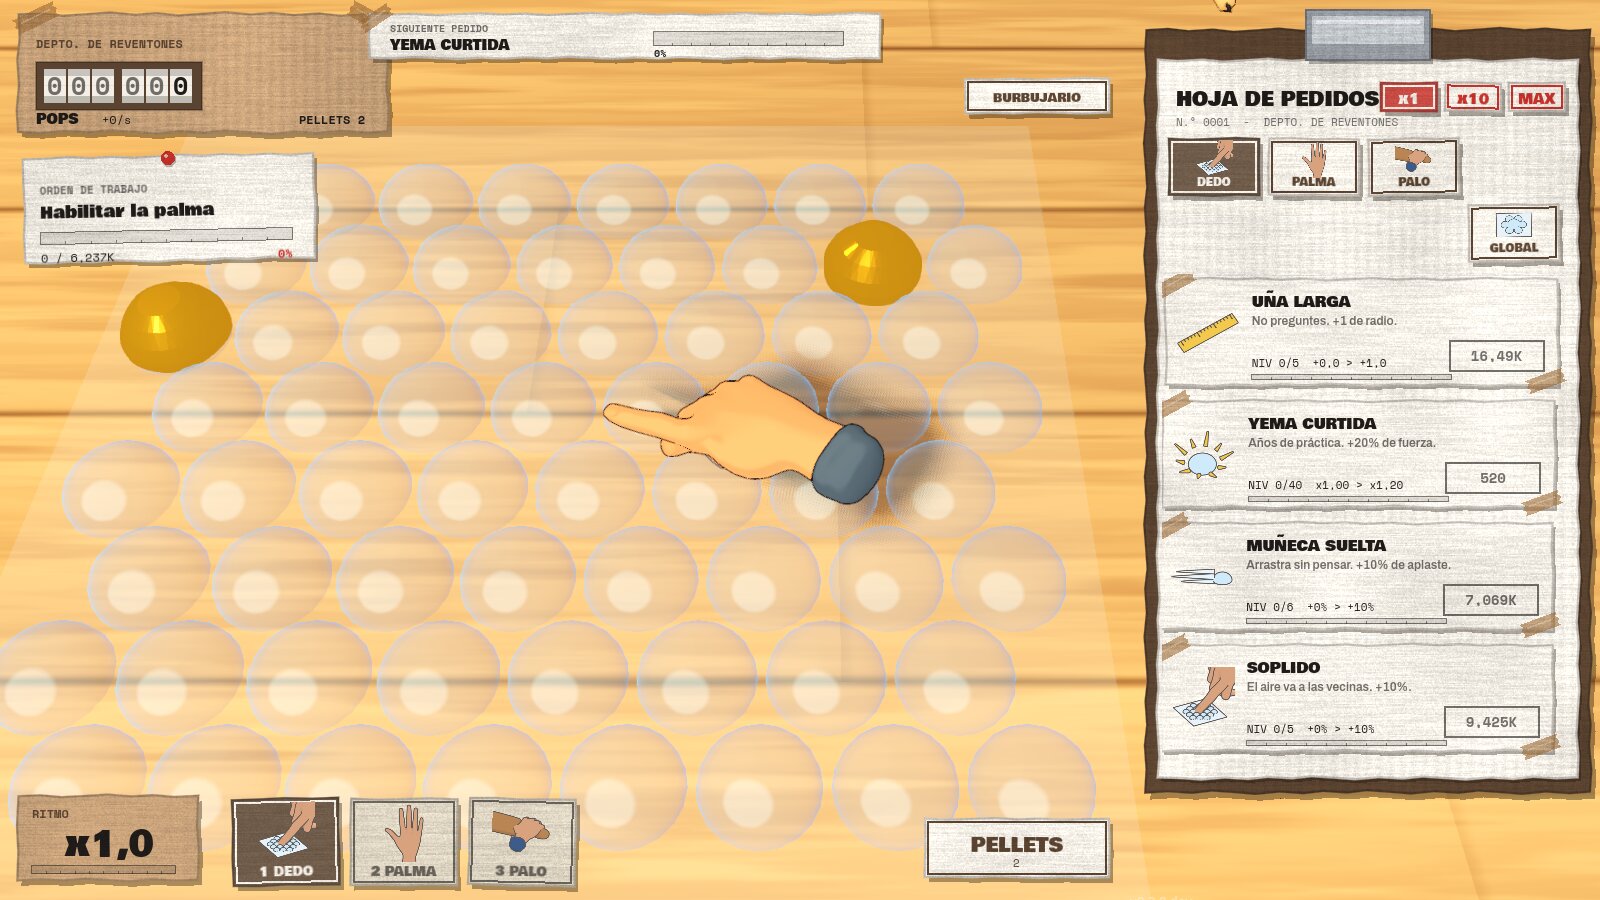 DEPTO. DE REVENTONES
000000
POPS +0/s PELLETS 2
SIGUIENTE PEDIDO
YEMA CURTIDA
0%
BURBUJARIO
ORDEN DE TRABAJO
Habilitar la palma
0 / 6,237K 0%
HOJA DE PEDIDOS x1 x10 MAX
N.° 0001 - DEPTO. DE REVENTONES
DEDO PALMA PALO
GLOBAL
UÑA LARGA
No preguntes. +1 de radio.
NIV 0/5 +0,0 > +1,0 16,49K
YEMA CURTIDA
Años de práctica. +20% de fuerza.
NIV 0/40 x1,00 > x1,20 520
MUÑECA SUELTA
Arrastra sin pensar. +10% de aplaste.
NIV 0/6 +0% > +10% 7,069K
SOPLIDO
El aire va a las vecinas. +10%.
NIV 0/5 +0% > +10% 9,425K
RITMO
x1,0
1 DEDO 2 PALMA 3 PALO
PELLETS
2